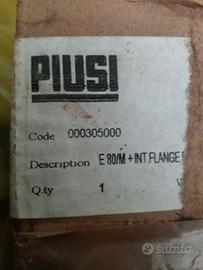 PIUSI
Code 000305000
Description E 80/M + INT.FLANGE
Q.ty 1
subito